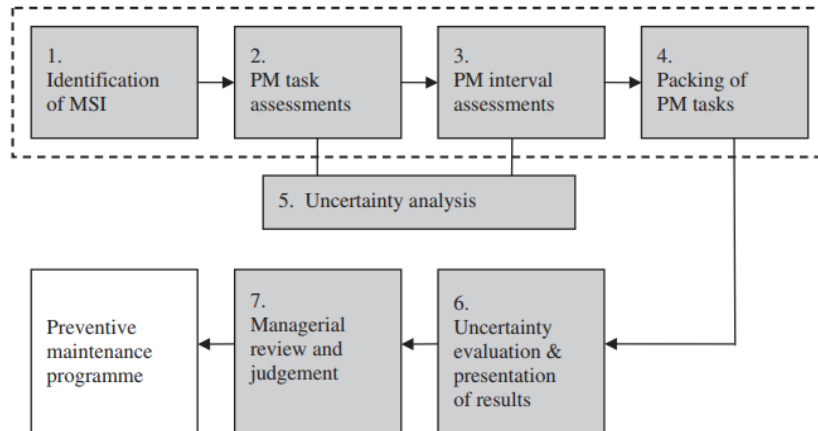 1.
Identification
of MSI
2.
PM task
assessments
3.
PM interval
assessments
4.
Packing of
PM tasks
5. Uncertainty analysis
Preventive
maintenance
programme
7.
Managerial
review and
judgement
6.
Uncertainty
evaluation &
presentation
of results